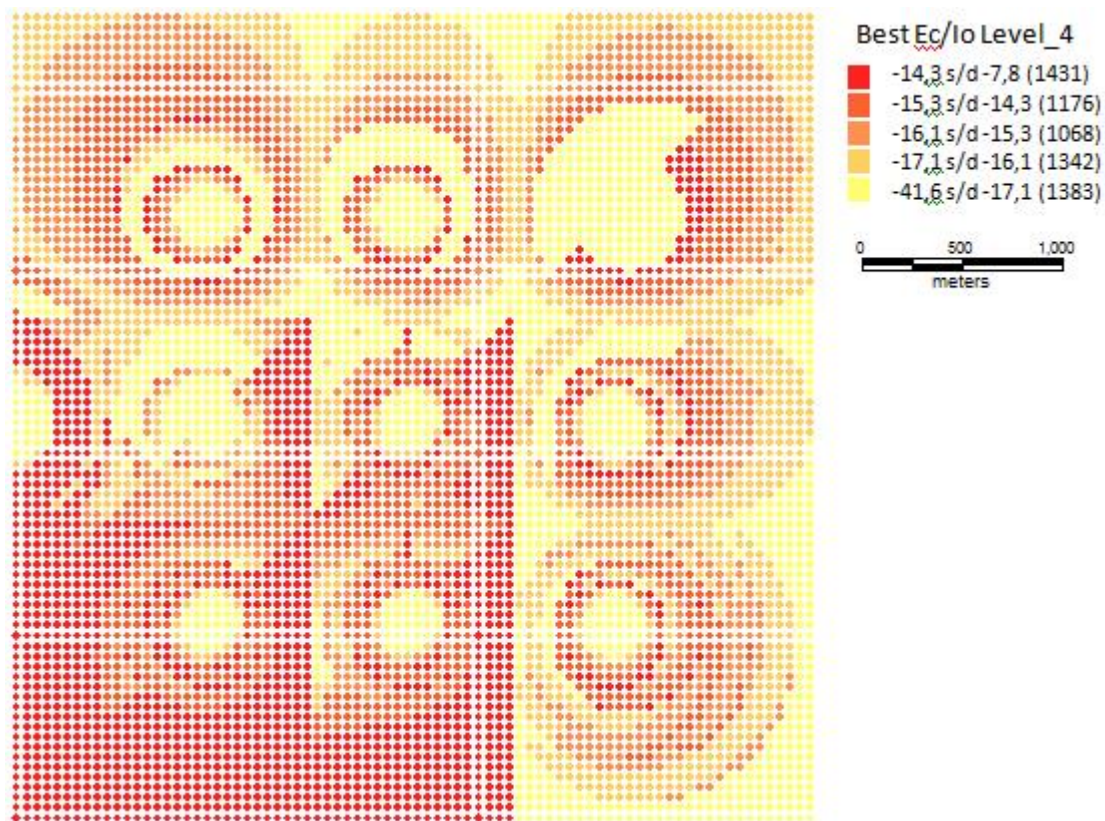 Best Ec/Io Level_4
-14,3 s/d -7,8 (1431)
-15,3 s/d -14,3 (1176)
-16,1 s/d -15,3 (1068)
-17,1 s/d -16,1 (1342)
-41,6 s/d -17,1 (1383)
0 500 1,000
meters